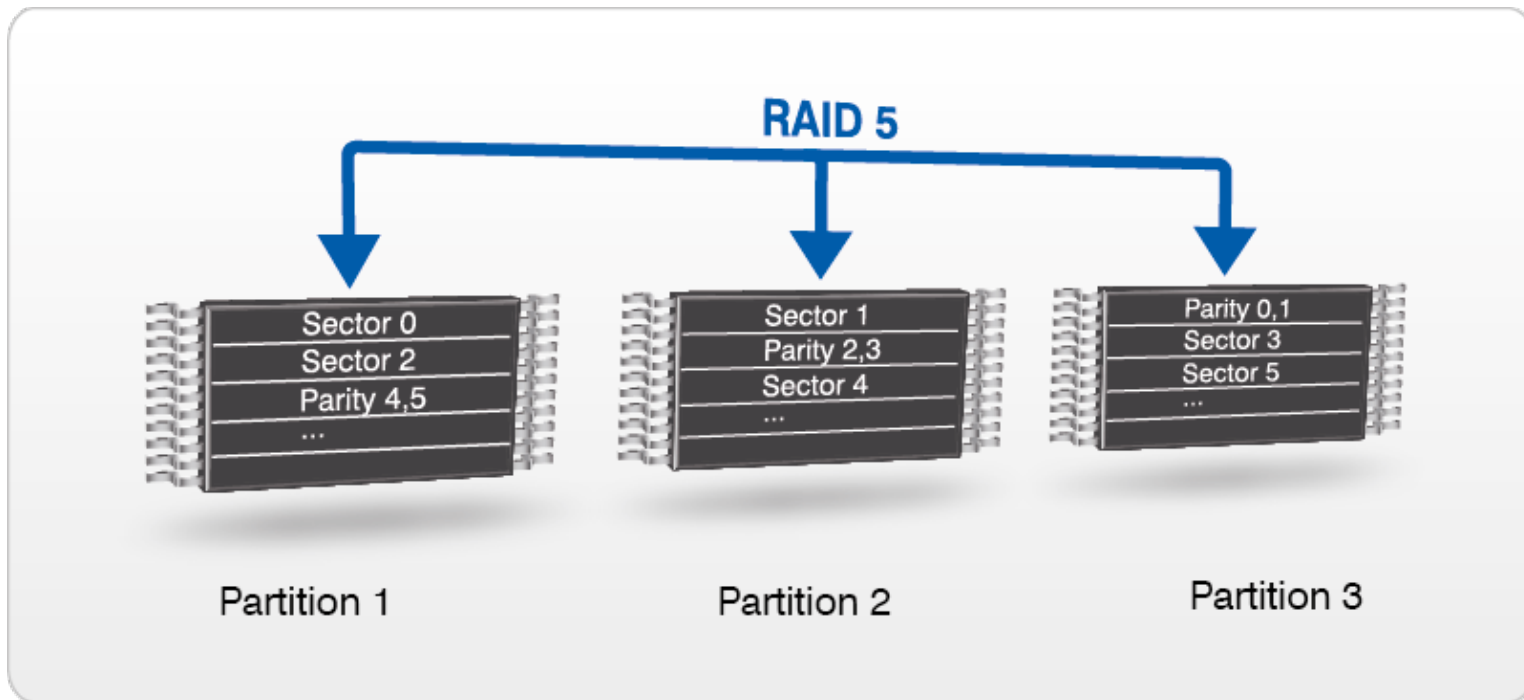 RAID 5
Sector 0
Sector 2
Parity 4,5
...
Sector 1
Parity 2,3
Sector 4
...
Parity 0,1
Sector 3
Sector 5
...
Partition 1
Partition 2
Partition 3